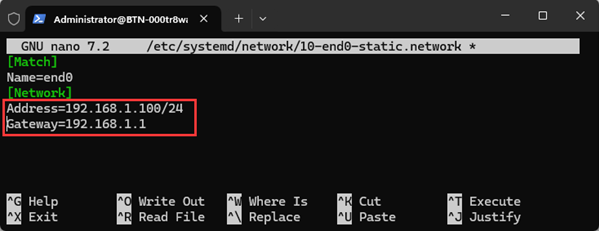 Administrator@BTN-000tr8wa
GNU nano 7.2 /etc/systemd/network/10-end0-static.network *
[Match]
Name=end0
[Network]
Address=192.168.1.100/24
Gateway=192.168.1.1
^G Help ^O Write Out ^W Where Is ^K Cut ^T Execute
^X Exit ^R Read File ^\ Replace ^U Paste ^J Justify